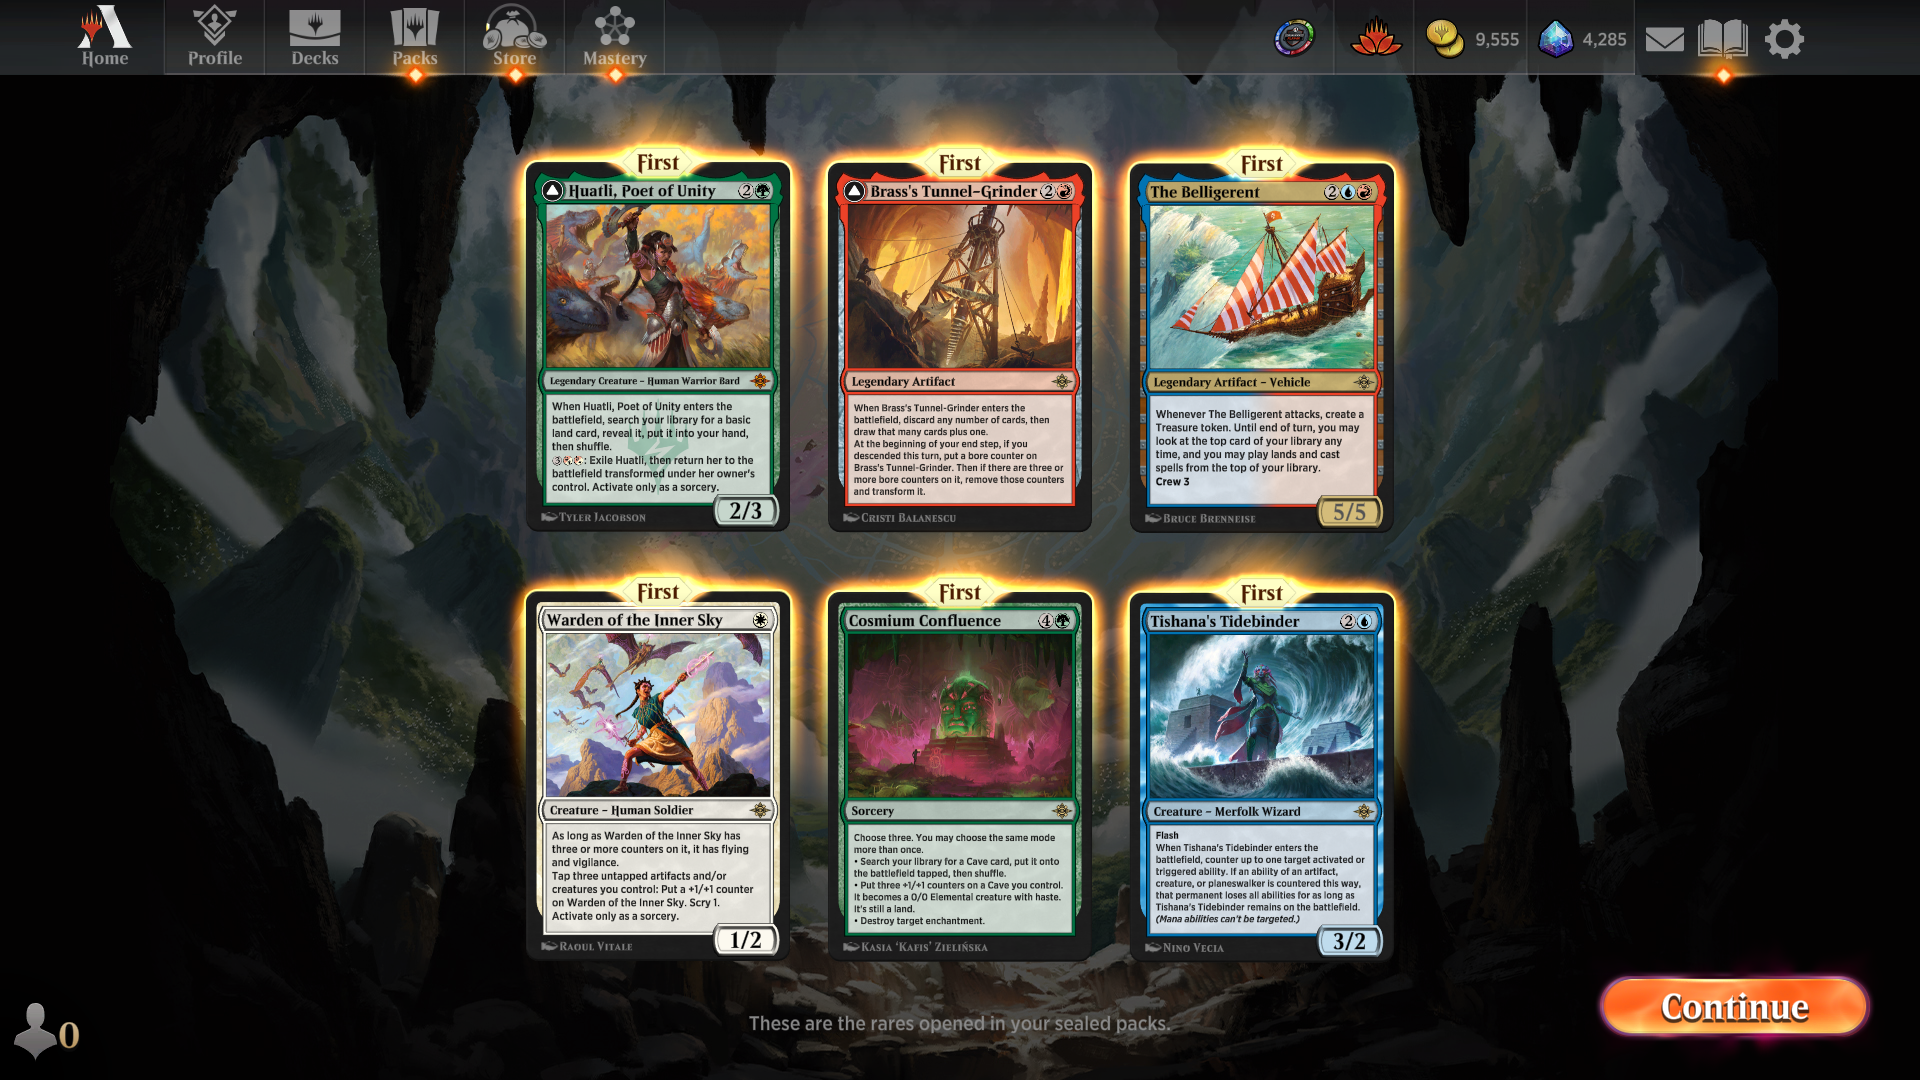 Home
Profile
Decks
Packs
Store
Mastery
9,555
4,285
First
Huatli, Poet of Unity 2
Legendary Creature – Human Warrior Bard
When Huatli, Poet of Unity enters the
battlefield, search your library for a basic
land card, reveal it, put it into your hand,
then shuffle.
3: Exile Huatli, then return her to the
battlefield transformed under her owner's
control. Activate only as a sorcery.
2/3
Tyler Jacobson
First
Brass's Tunnel-Grinder 2
Legendary Artifact
When Brass's Tunnel-Grinder enters the
battlefield, discard any number of cards, then
draw that many cards plus one.
At the beginning of your end step, if you
descended this turn, put a bore counter on
Brass's Tunnel-Grinder. Then if there are three or
more bore counters on it, remove those counters
and transform it.
Cristi Balanescu
First
The Belligerent 2
Legendary Artifact – Vehicle
Whenever The Belligerent attacks, create a
Treasure token. Until end of turn, you may
look at the top card of your library any
time, and you may play lands and cast
spells from the top of your library.
Crew 3
5/5
Bruce Brenneise
First
Warden of the Inner Sky
Creature – Human Soldier
As long as Warden of the Inner Sky has
three or more counters on it, it has flying
and vigilance.
Tap three untapped artifacts and/or
creatures you control: Put a +1/+1 counter
on Warden of the Inner Sky. Scry 1.
Activate only as a sorcery.
1/2
Raoul Vitale
First
Cosmium Confluence 4
Sorcery
Choose three. You may choose the same mode
more than once.
• Search your library for a Cave card, put it onto
the battlefield tapped, then shuffle.
• Put three +1/+1 counters on a Cave you control.
It becomes a 0/0 Elemental creature with haste.
It's still a land.
• Destroy target enchantment.
Kasia 'Kafis' Zielińska
First
Tishana's Tidebinder 2
Creature – Merfolk Wizard
Flash
When Tishana's Tidebinder enters the
battlefield, counter up to one target activated or
triggered ability. If an ability of an artifact,
creature, or planeswalker is countered this way,
that permanent loses all abilities for as long as
Tishana's Tidebinder remains on the battlefield.
(Mana abilities can't be targeted.)
3/2
Nino Vecia
These are the rares opened in your sealed packs.
Continue
0